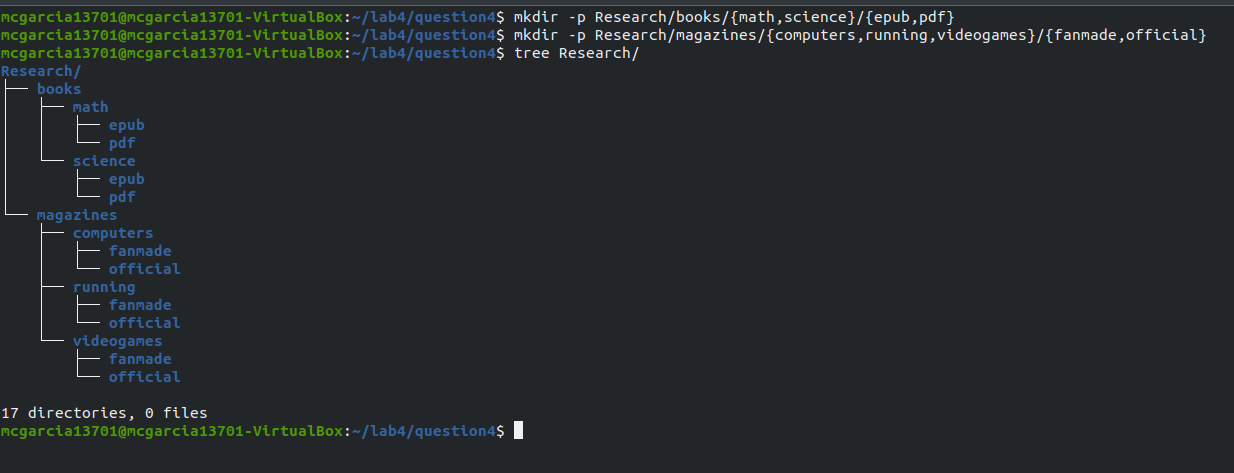 mcgarcia13701@mcgarcia13701-VirtualBox:~/lab4/question4$ mkdir -p Research/books/{math,science}/{epub,pdf}
mcgarcia13701@mcgarcia13701-VirtualBox:~/lab4/question4$ mkdir -p Research/magazines/{computers,running,videogames}/{fanmade,official}
mcgarcia13701@mcgarcia13701-VirtualBox:~/lab4/question4$ tree Research/
Research/
├── books
│   ├── math
│   │   ├── epub
│   │   └── pdf
│   └── science
│       ├── epub
│       └── pdf
└── magazines
    ├── computers
    │   ├── fanmade
    │   └── official
    ├── running
    │   ├── fanmade
    │   └── official
    └── videogames
        ├── fanmade
        └── official

17 directories, 0 files
mcgarcia13701@mcgarcia13701-VirtualBox:~/lab4/question4$